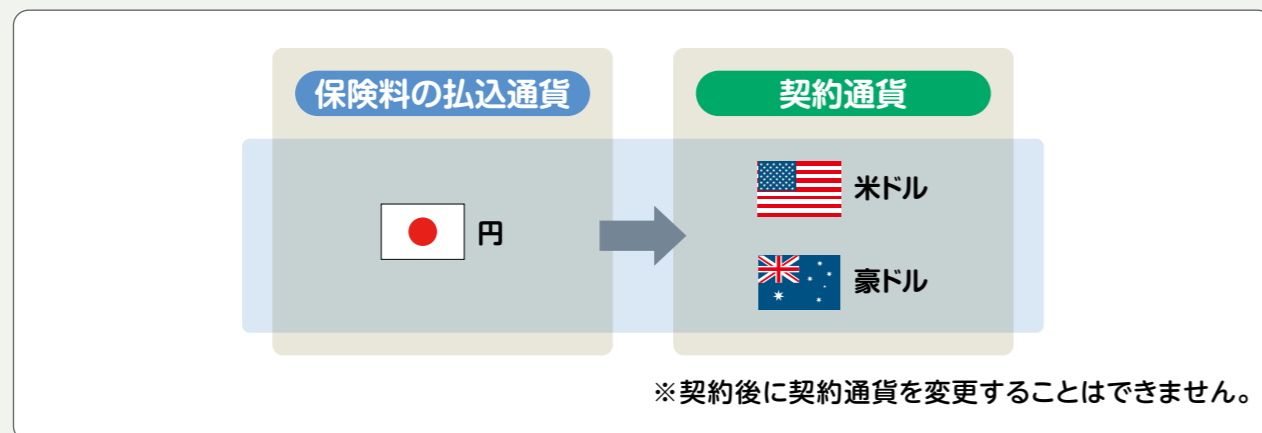 保険料の払込通貨
契約通貨
円
米ドル
豪ドル
※契約後に契約通貨を変更することはできません。